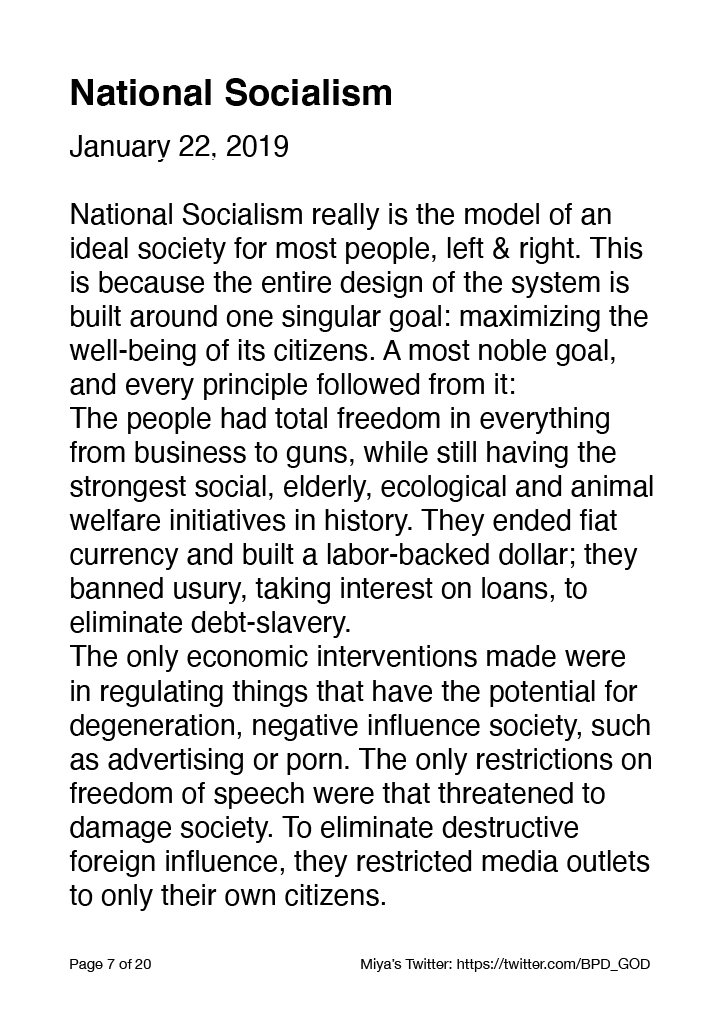 National Socialism
January 22, 2019
National Socialism really is the model of an
ideal society for most people, left & right. This
is because the entire design of the system is
built around one singular goal: maximizing the
well-being of its citizens. A most noble goal,
and every principle followed from it:
The people had total freedom in everything
from business to guns, while still having the
strongest social, elderly, ecological and animal
welfare initiatives in history. They ended fiat
currency and built a labor-backed dollar; they
banned usury, taking interest on loans, to
eliminate debt-slavery.
The only economic interventions made were
in regulating things that have the potential for
degeneration, negative influence society, such
as advertising or porn. The only restrictions on
freedom of speech were that threatened to
damage society. To eliminate destructive
foreign influence, they restricted media outlets
to only their own citizens.
Page 7 of 20
Miya's Twitter: https://twitter.com/BPD_GOD